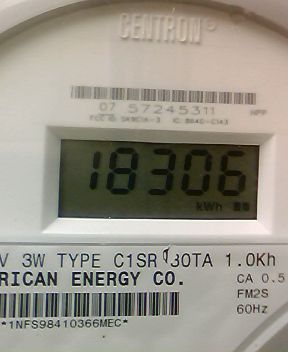 CENTRON®
07 57245311 NPP
18306
kWh
V 3W TYPE C1SR 30TA 1.0Kh
RICAN ENERGY CO. CA 0.5
FM2S
*1NFS98410366MEC* 60Hz